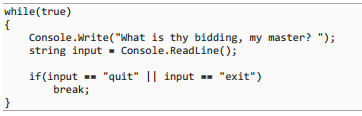 while(true)
{
    Console.Write("What is thy bidding, my master? ");
    string input = Console.ReadLine();

    if(input == "quit" || input == "exit")
        break;
}